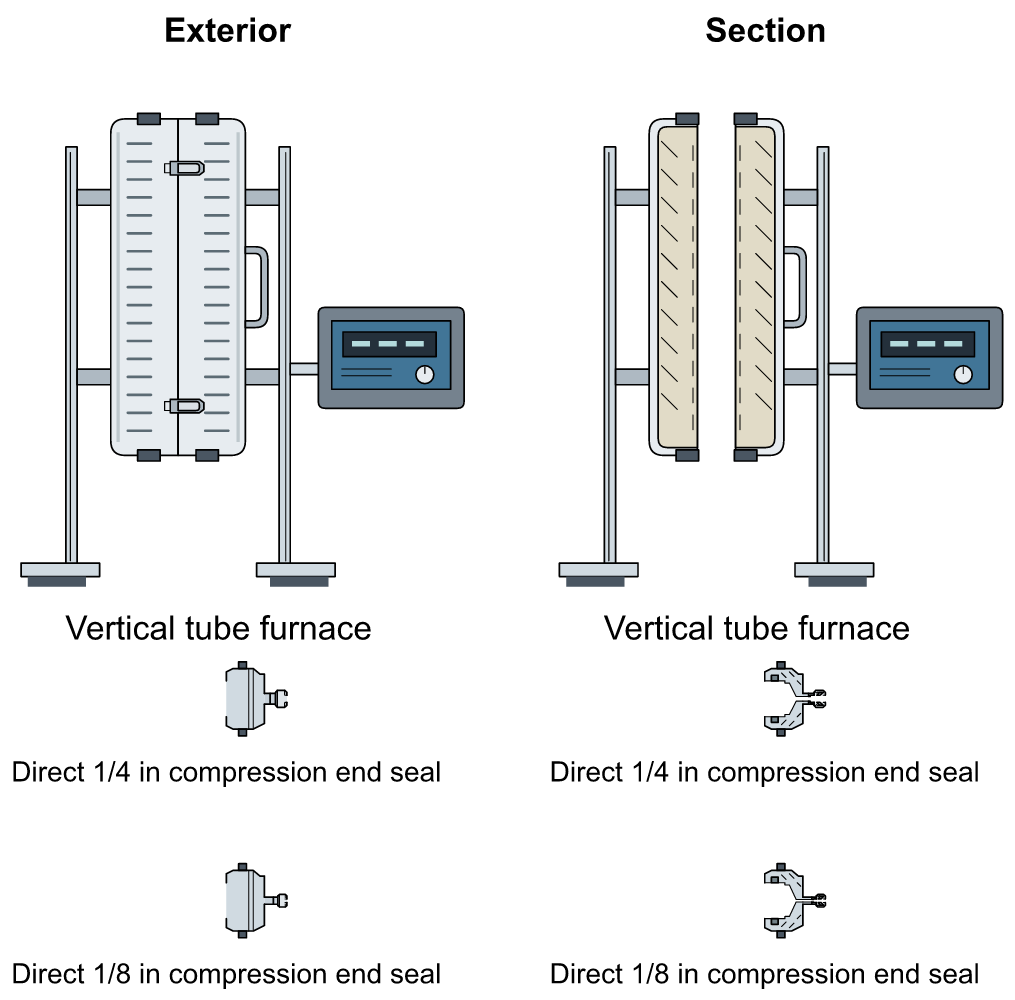 Exterior
Section
Vertical tube furnace
Vertical tube furnace
Direct 1/4 in compression end seal
Direct 1/4 in compression end seal
Direct 1/8 in compression end seal
Direct 1/8 in compression end seal